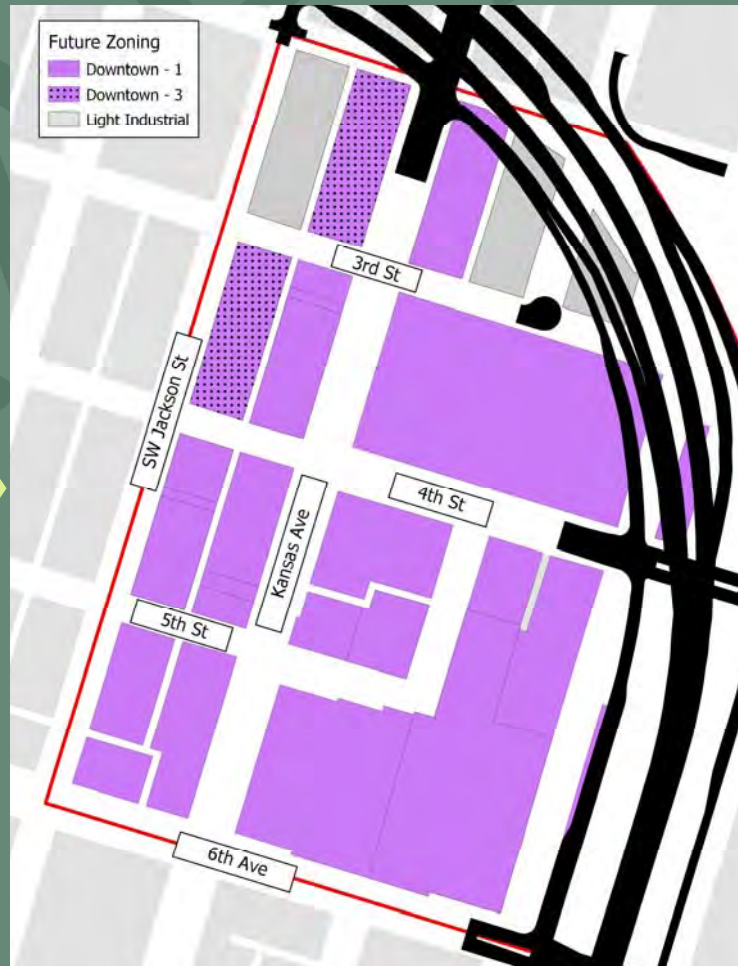 Future Zoning
Downtown - 1
Downtown - 3
Light Industrial
3rd St
SW Jackson St
4th St
Kansas Ave
5th St
6th Ave